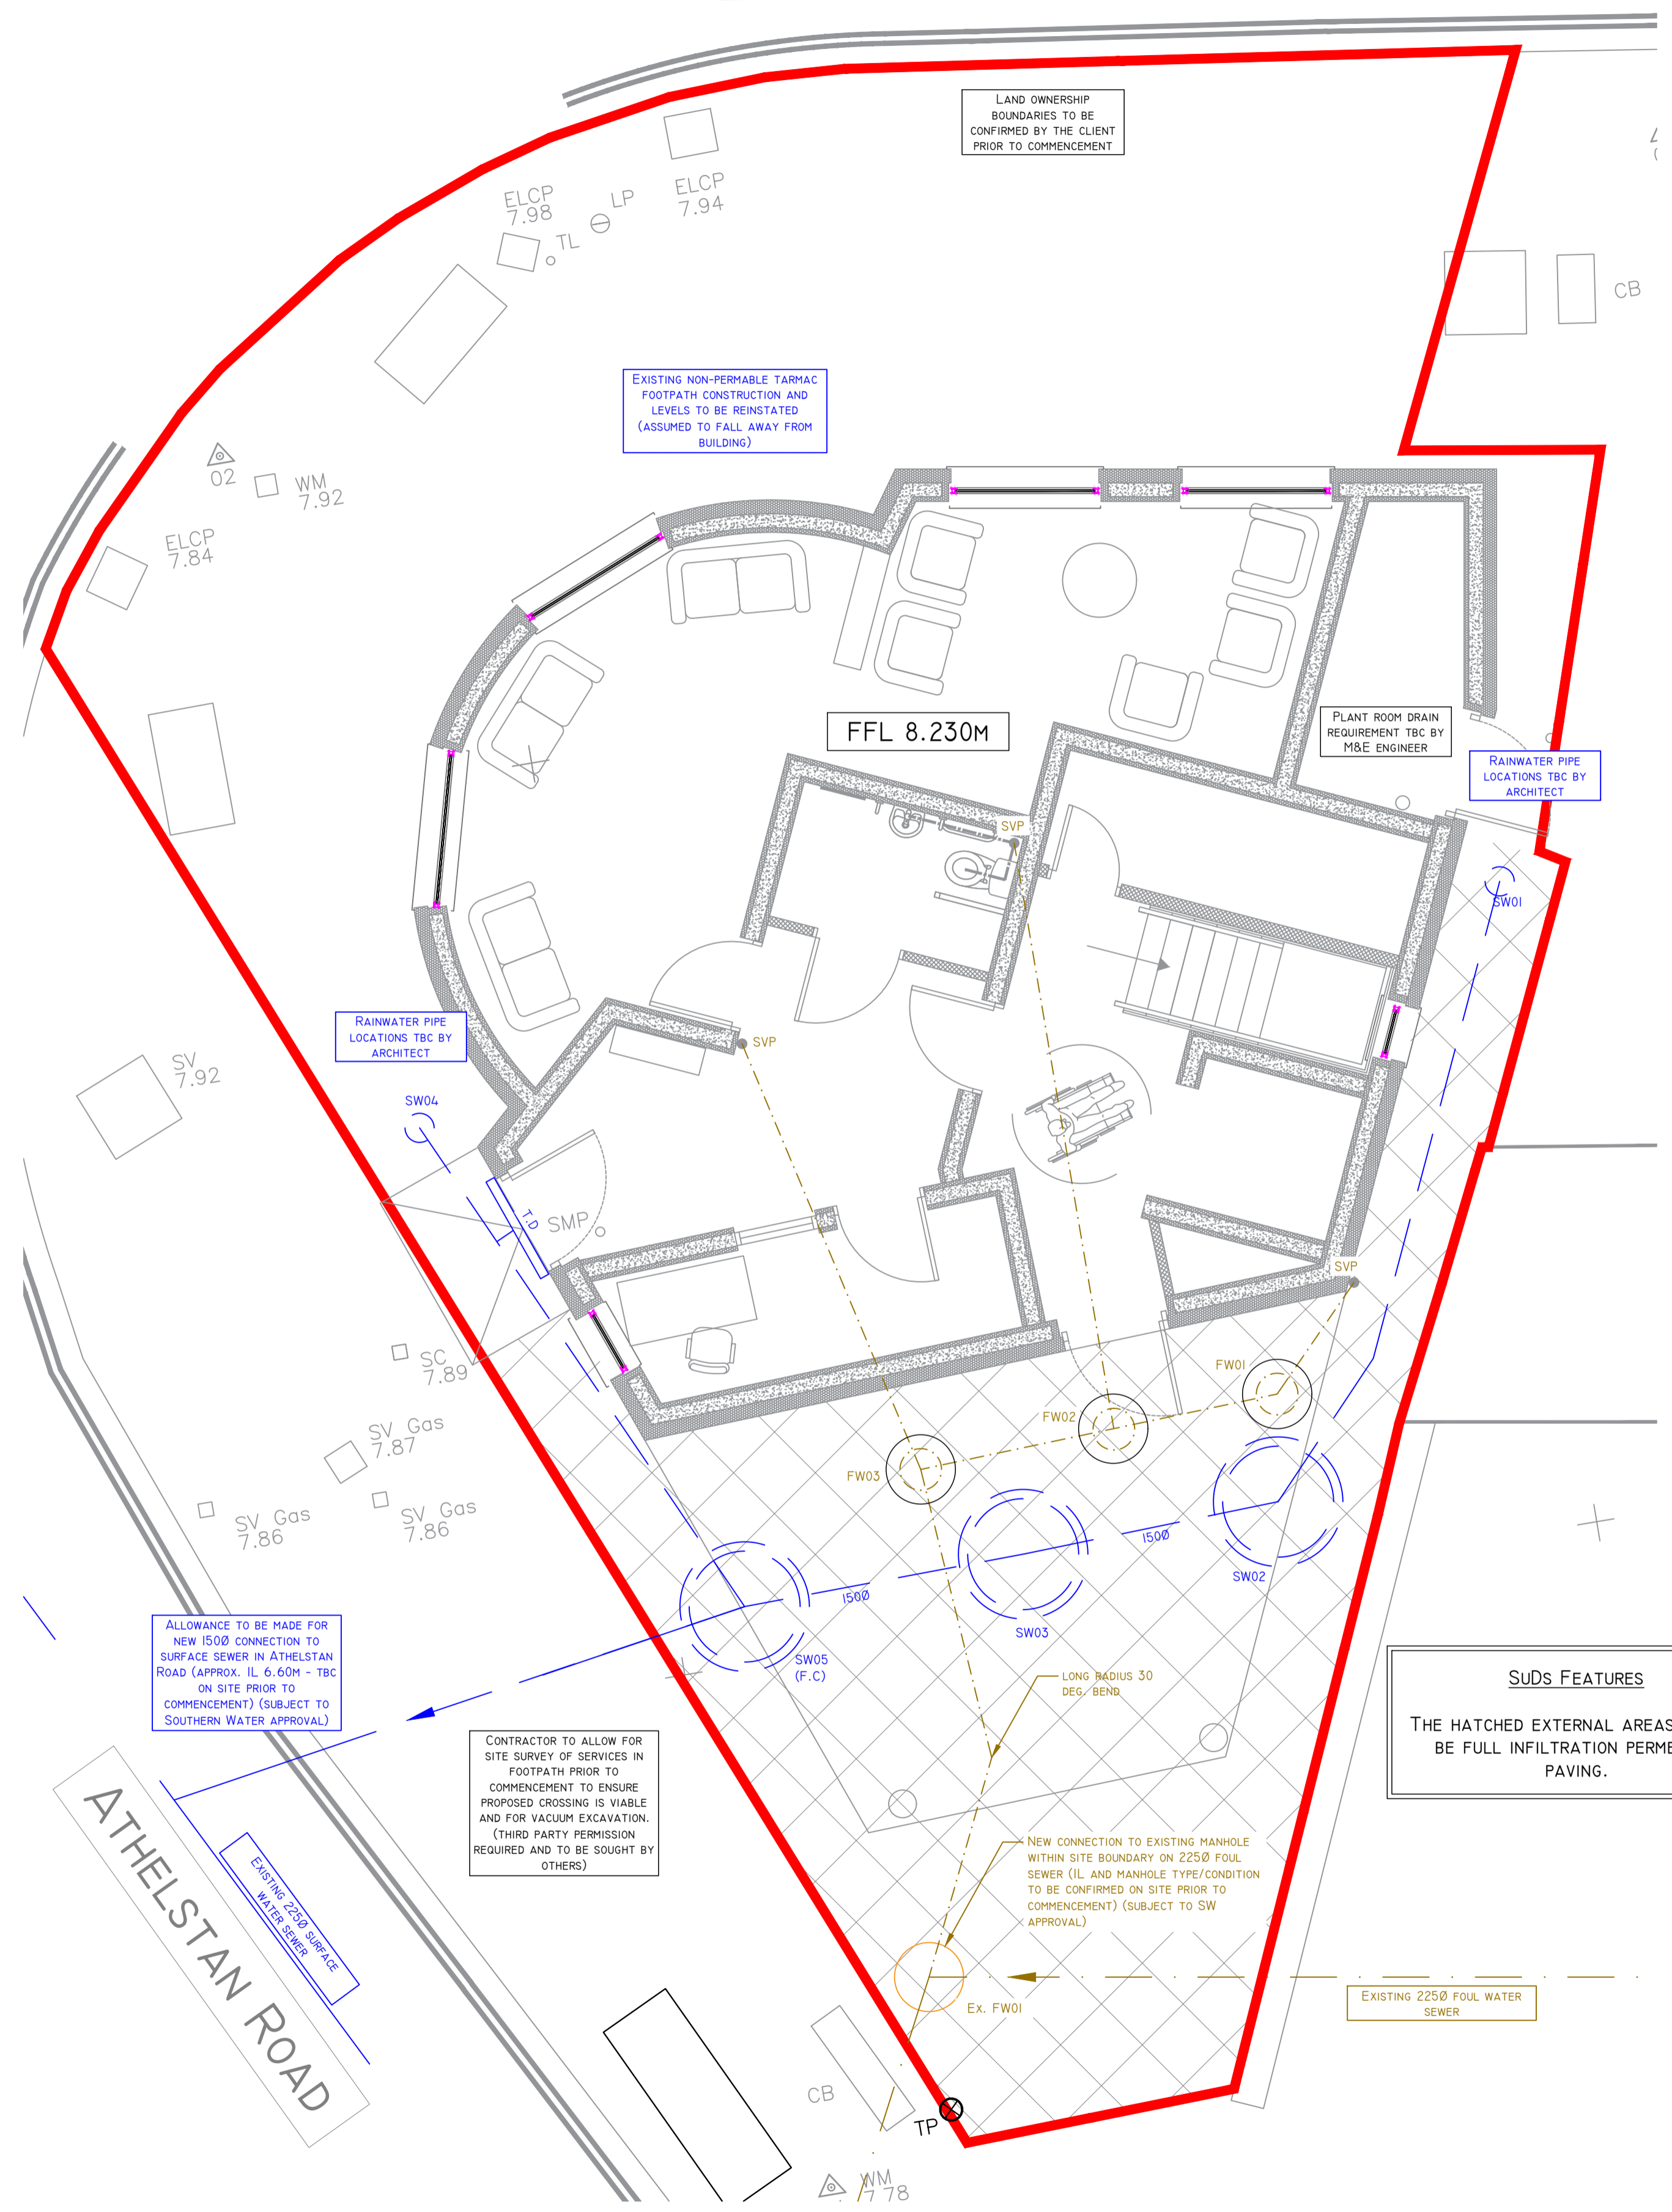 LAND OWNERSHIP
BOUNDARIES TO BE
CONFIRMED BY THE CLIENT
PRIOR TO COMMENCEMENT
ELCP
7.98
LP
TL
ELCP
7.94
CB
EXISTING NON-PERMABLE TARMAC
FOOTPATH CONSTRUCTION AND
LEVELS TO BE REINSTATED
(ASSUMED TO FALL AWAY FROM
BUILDING)
02
WM
7.92
ELCP
7.84
FFL 8.230M
PLANT ROOM DRAIN
REQUIREMENT TBC BY
M&E ENGINEER
RAINWATER PIPE
LOCATIONS TBC BY
ARCHITECT
SVP
SW01
RAINWATER PIPE
LOCATIONS TBC BY
ARCHITECT
SVP
SV
7.92
SW04
T.D
SMP
SVP
SC
7.89
FW01
FW02
FW03
SV Gas
7.87
SV Gas
7.86
SV Gas
7.86
150Ø
SW02
150Ø
SW03
SW05
(F.C)
ALLOWANCE TO BE MADE FOR
NEW 150Ø CONNECTION TO
SURFACE SEWER IN ATHELSTAN
ROAD (APPROX. IL 6.60M - TBC
ON SITE PRIOR TO
COMMENCEMENT) (SUBJECT TO
SOUTHERN WATER APPROVAL)
LONG RADIUS 30
DEG. BEND
SUDS FEATURES
THE HATCHED EXTERNAL AREAS
BE FULL INFILTRATION PERME
PAVING.
CONTRACTOR TO ALLOW FOR
SITE SURVEY OF SERVICES IN
FOOTPATH PRIOR TO
COMMENCEMENT TO ENSURE
PROPOSED CROSSING IS VIABLE
AND FOR VACUUM EXCAVATION.
(THIRD PARTY PERMISSION
REQUIRED AND TO BE SOUGHT BY
OTHERS)
NEW CONNECTION TO EXISTING MANHOLE
WITHIN SITE BOUNDARY ON 225Ø FOUL
SEWER (IL AND MANHOLE TYPE/CONDITION
TO BE CONFIRMED ON SITE PRIOR TO
COMMENCEMENT) (SUBJECT TO SW
APPROVAL)
ATHELSTAN ROAD
EXISTING 225Ø SURFACE
WATER SEWER
EX. FW01
EXISTING 225Ø FOUL WATER
SEWER
CB
TP
WM
7.78